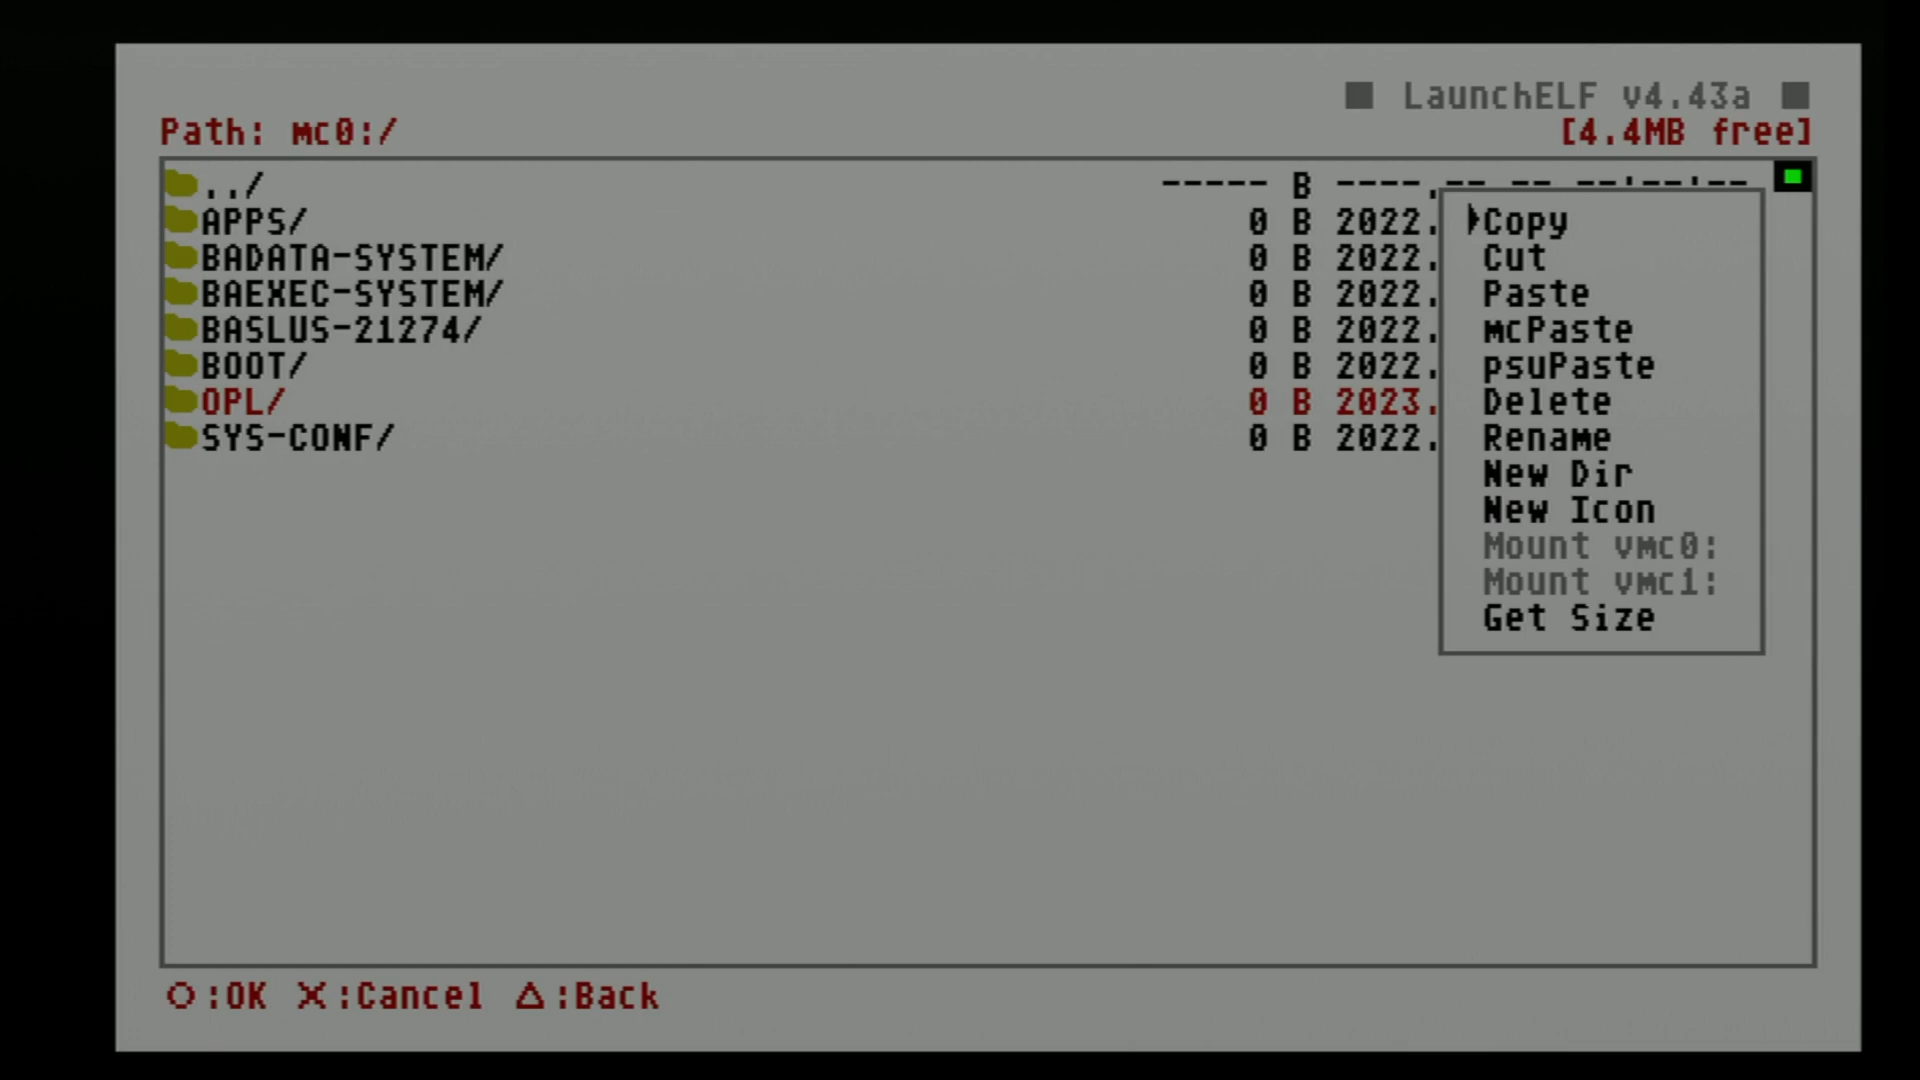 LaunchELF v4.43a
Path: mc0:/ [4.4MB free]
../ ----- B ----.-- -- --:--:--
APPS/ 0 B 2022.
BADATA-SYSTEM/ 0 B 2022.
BAEXEC-SYSTEM/ 0 B 2022.
BASLUS-21274/ 0 B 2022.
BOOT/ 0 B 2022.
OPL/ 0 B 2023.
SYS-CONF/ 0 B 2022.
Copy
Cut
Paste
mcPaste
psuPaste
Delete
Rename
New Dir
New Icon
Mount vmc0:
Mount vmc1:
Get Size
○:OK ×:Cancel △:Back